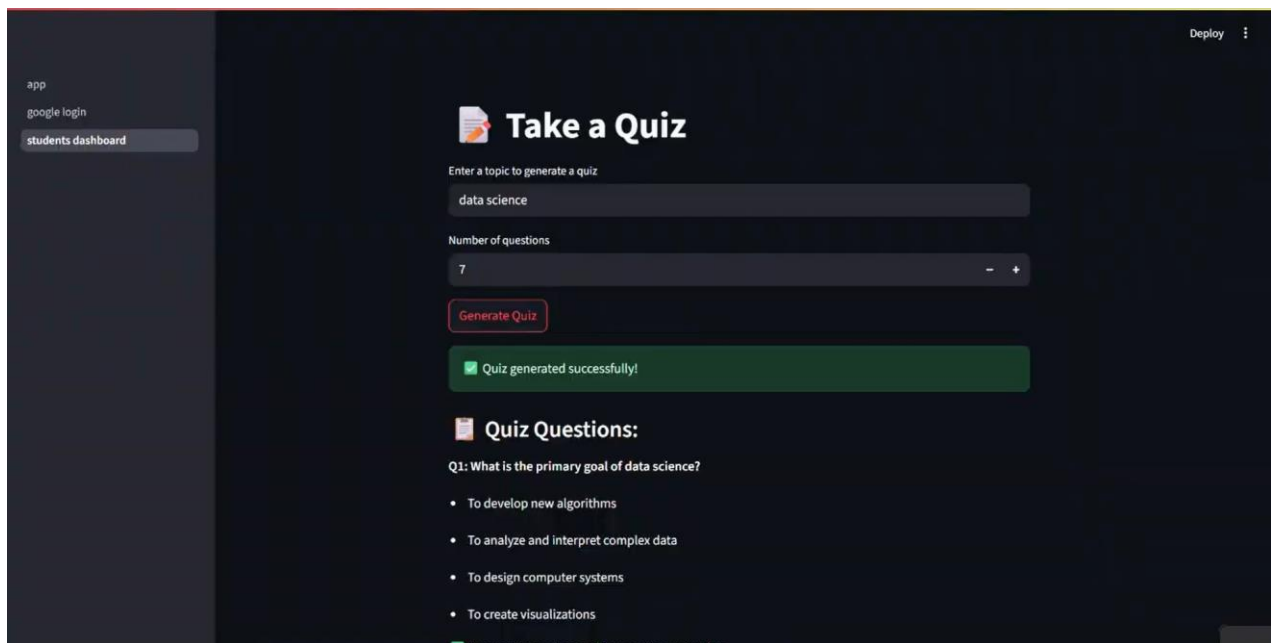 Deploy
app
google login
students dashboard
Take a Quiz
Enter a topic to generate a quiz
data science
Number of questions
7
Generate Quiz
Quiz generated successfully!
Quiz Questions:
Q1: What is the primary goal of data science?
• To develop new algorithms
• To analyze and interpret complex data
• To design computer systems
• To create visualizations